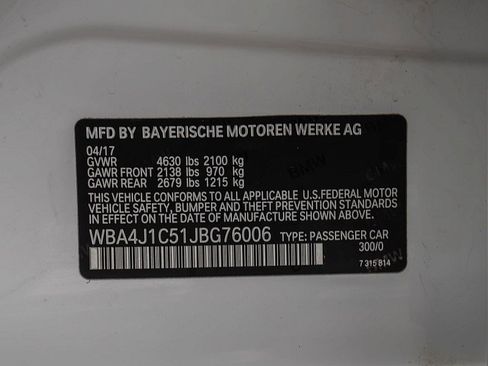 MFD BY BAYERISCHE MOTOREN WERKE AG
04/17
GVWR 4630 lbs 2100 kg
GAWR FRONT 2138 lbs 970 kg
GAWR REAR 2679 lbs 1215 kg
THIS VEHICLE CONFORMS TO ALL APPLICABLE U.S.FEDERAL MOTOR
VEHICLE SAFETY, BUMPER AND THEFT PREVENTION STANDARDS
IN EFFECT ON THE DATE OF MANUFACTURE SHOWN ABOVE.
WBA4J1C51JBG76006 TYPE: PASSENGER CAR
300/0
7 315 814
BMW
BMW
BMW